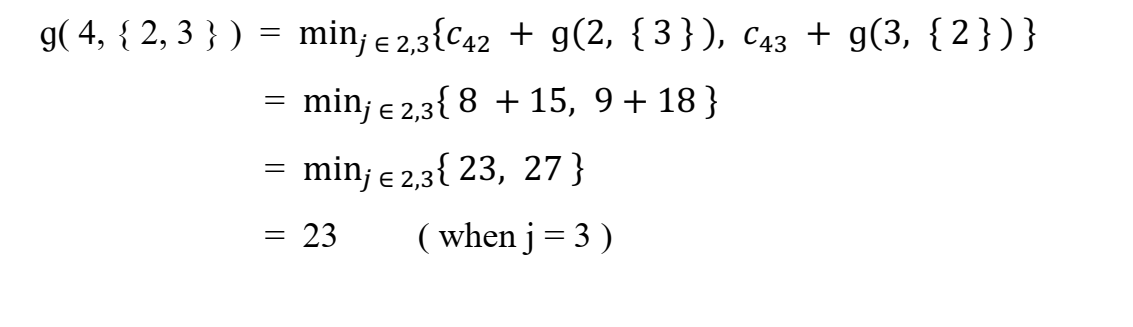 g( 4, { 2, 3 } ) = min_{j ∈ 2,3}{c_{42} + g(2, { 3 }), c_{43} + g(3, { 2 }) }
= min_{j ∈ 2,3}{ 8 + 15, 9 + 18 }
= min_{j ∈ 2,3}{ 23, 27 }
= 23 ( when j = 3 )